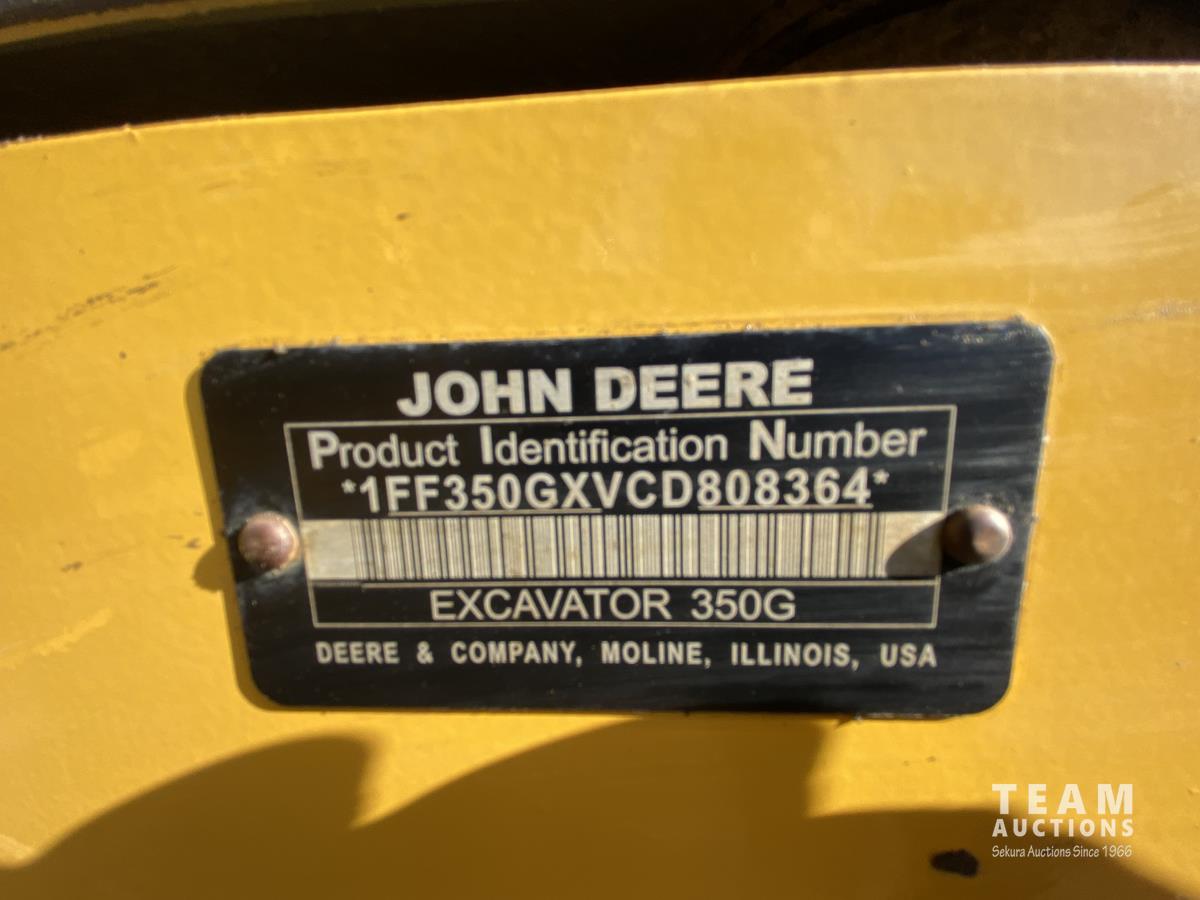 JOHN DEERE
Product Identification Number
*1FF350GXVCD808364*
EXCAVATOR 350G
DEERE & COMPANY, MOLINE, ILLINOIS, USA
TEAM
AUCTIONS
Sekura Auctions Since 1966